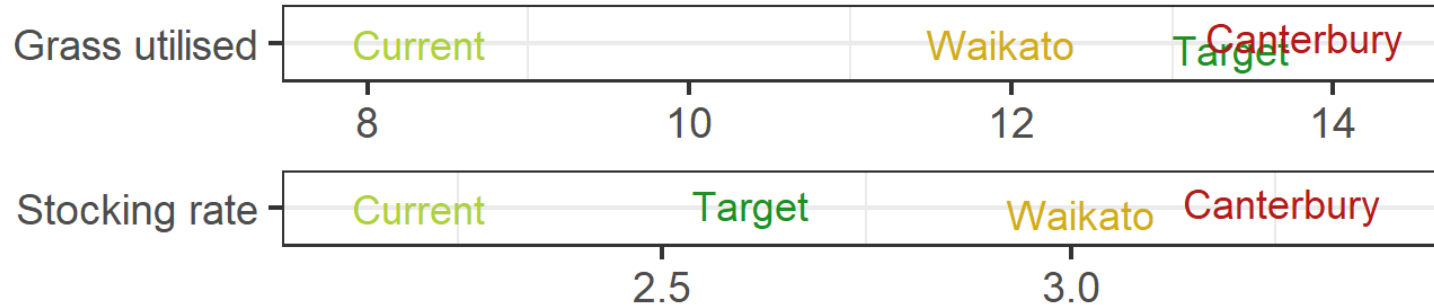 Grass utilised Current Waikato Target Canterbury
8 10 12 14
Stocking rate Current Target Waikato Canterbury
2.5 3.0